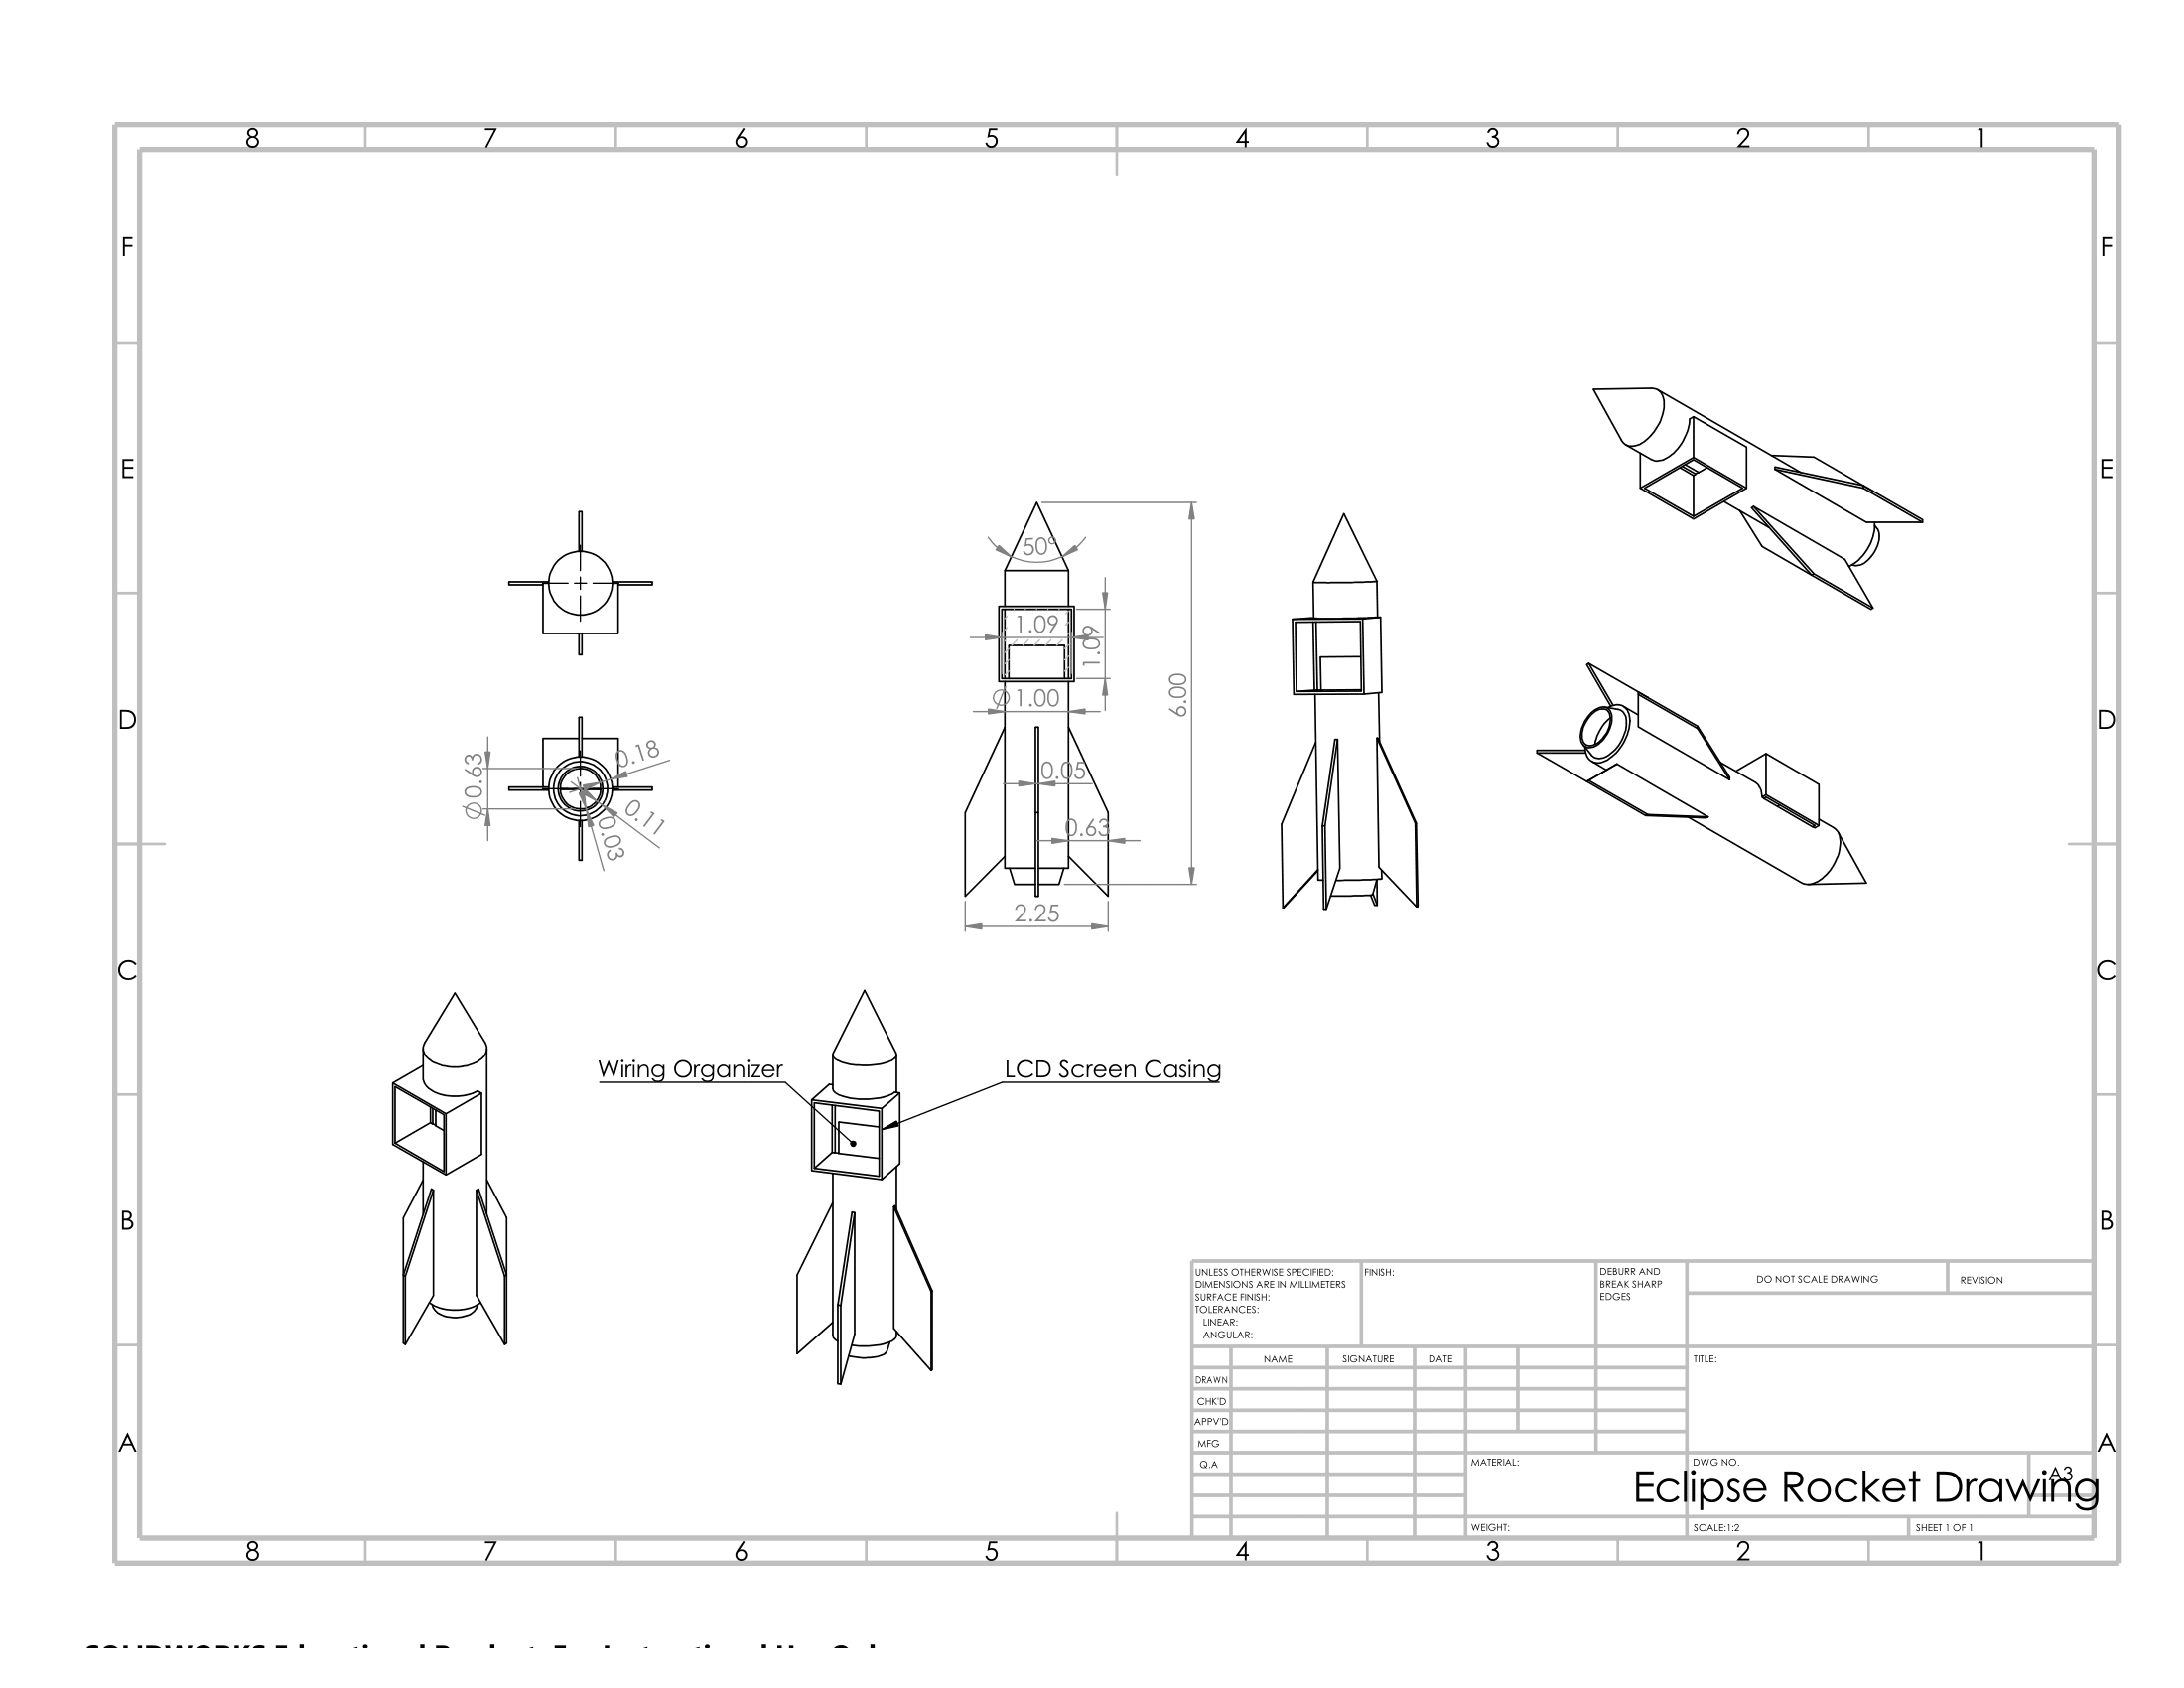 8 7 6 5 4 3 2 1
F F
E E
50°
1.09
1.09
Ø1.00
6.00
D D
Ø0.63
0.18
0.11
0.03
0.05
0.63
2.25
C C
Wiring Organizer
LCD Screen Casing
B B
UNLESS OTHERWISE SPECIFIED:
DIMENSIONS ARE IN MILLIMETERS
SURFACE FINISH:
TOLERANCES:
LINEAR:
ANGULAR:
FINISH:
DEBURR AND
BREAK SHARP
EDGES
DO NOT SCALE DRAWING
REVISION
NAME SIGNATURE DATE
TITLE:
DRAWN
CHK'D
APPV'D
MFG
Q.A
A A
MATERIAL:
DWG NO.
Eclipse Rocket Drawing
A3
WEIGHT:
SCALE:1:2
SHEET 1 OF 1
8 7 6 5 4 3 2 1